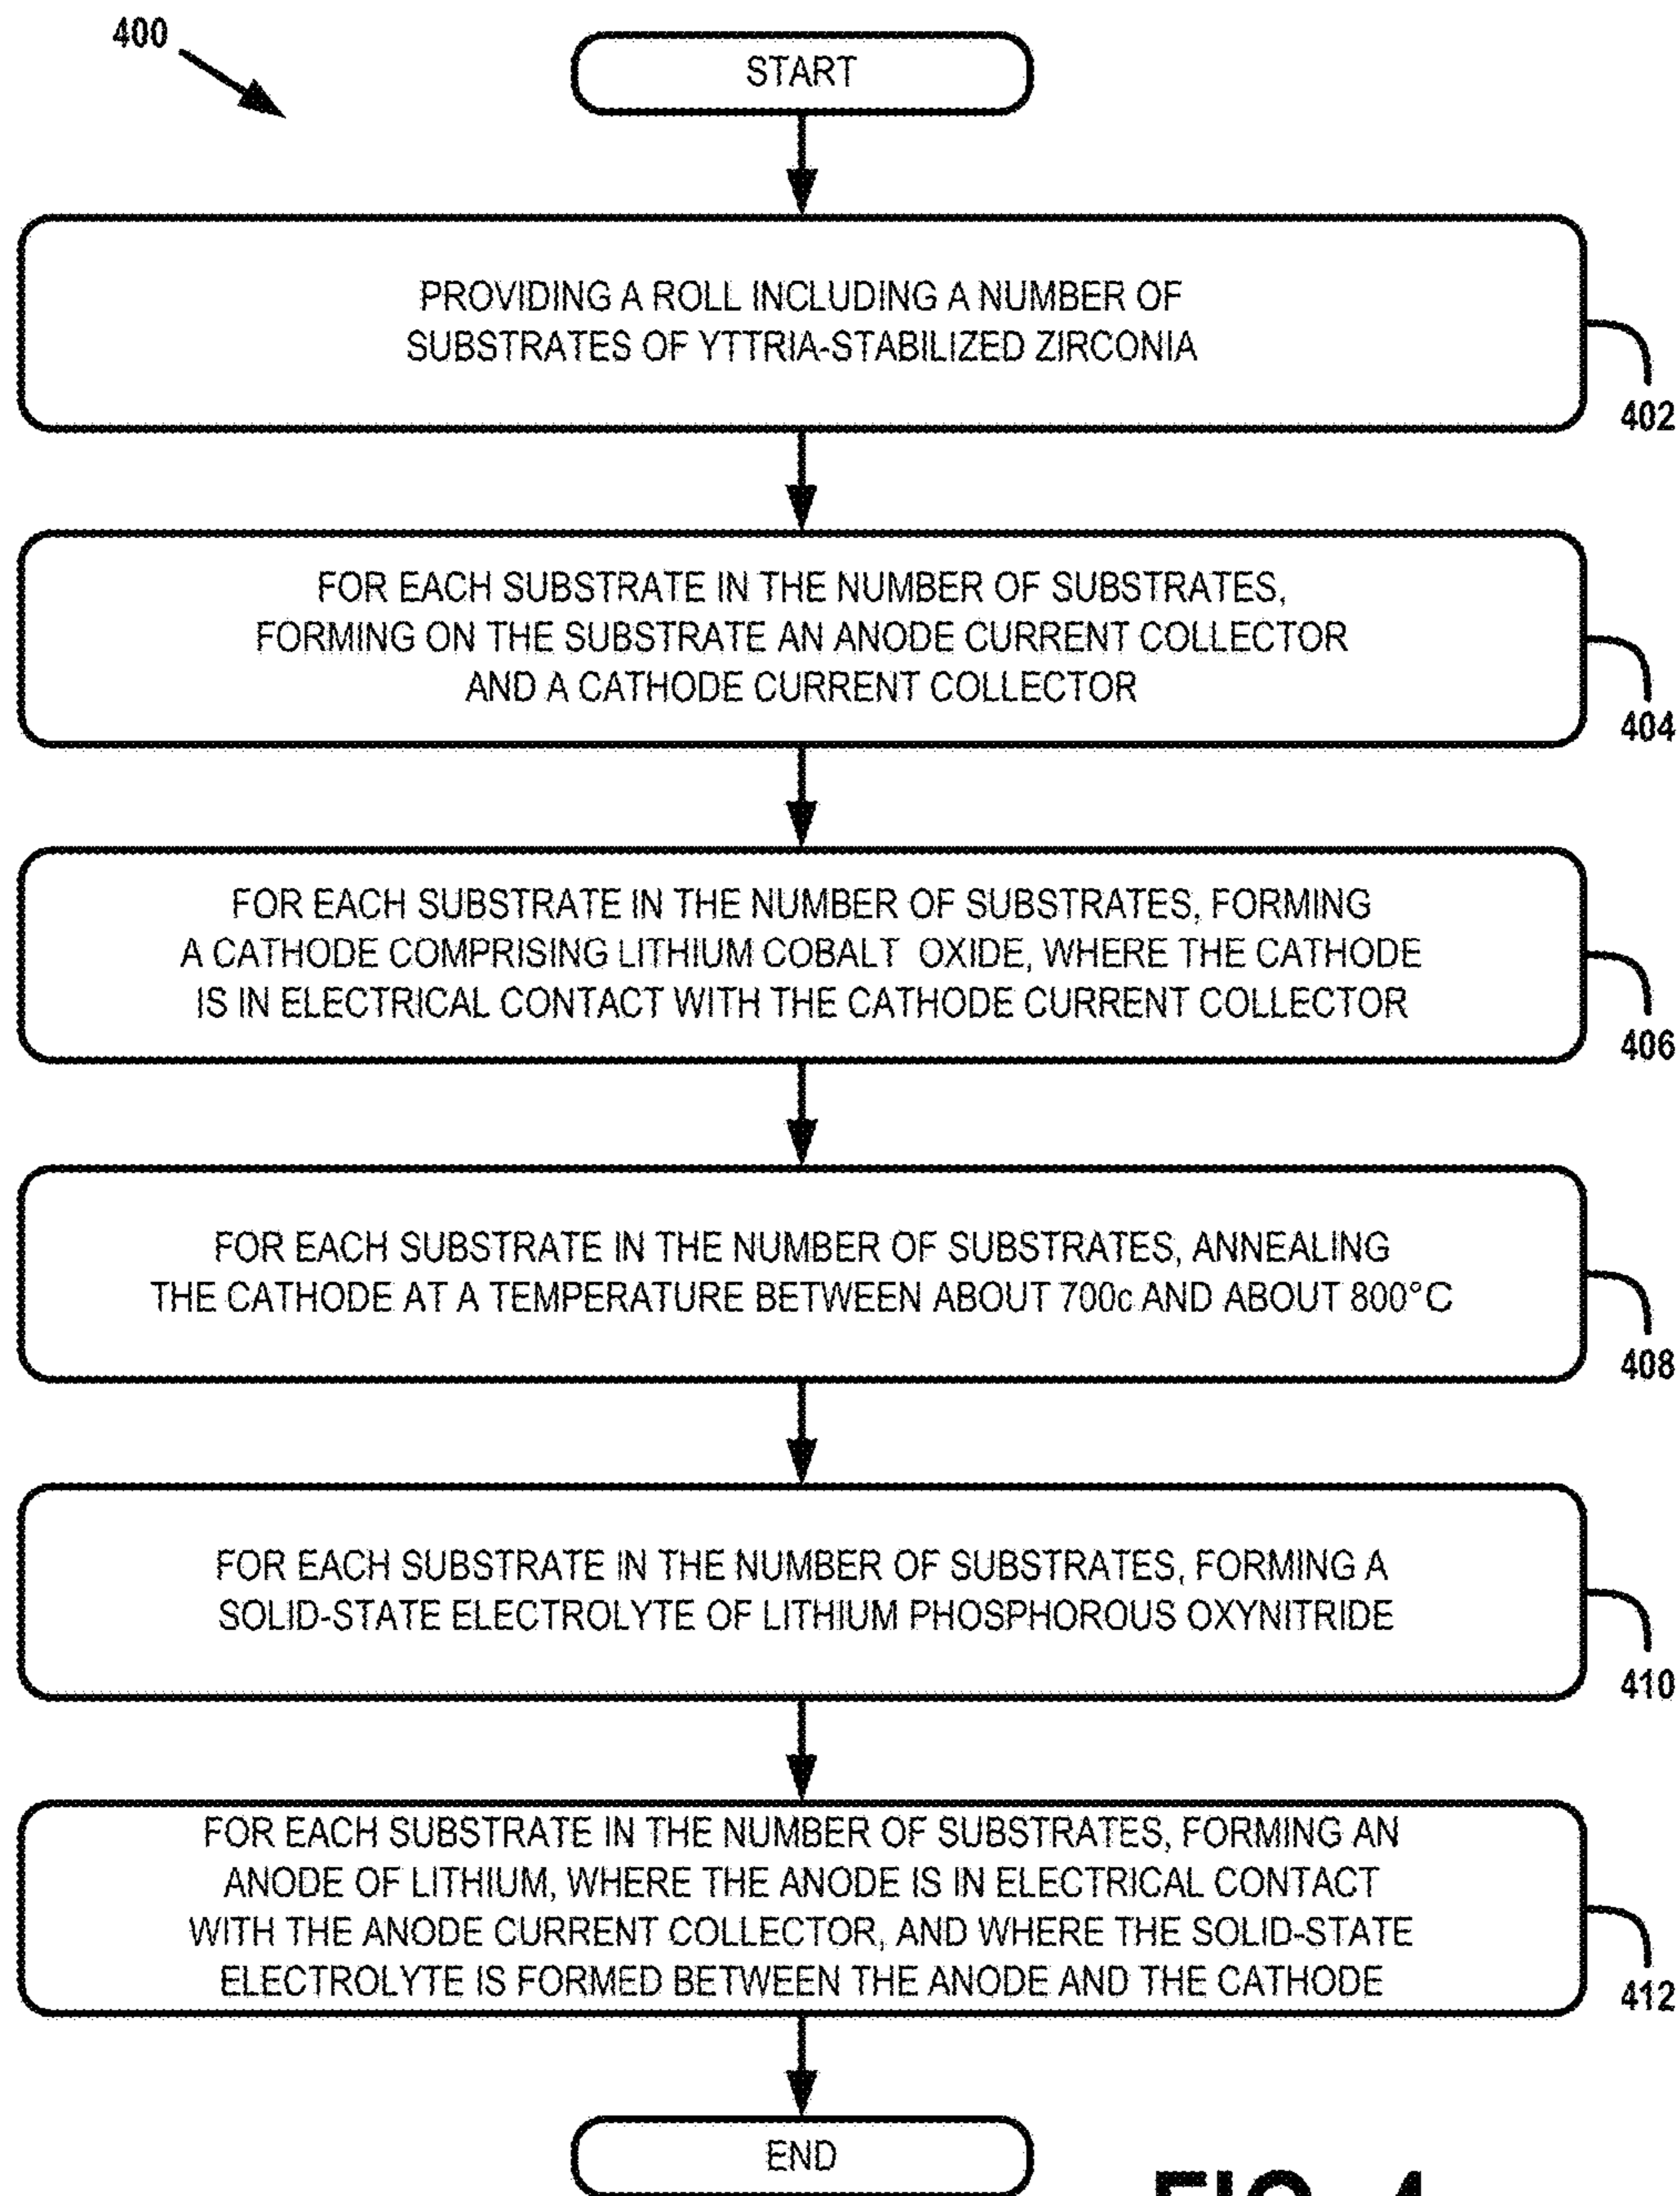 400
START
PROVIDING A ROLL INCLUDING A NUMBER OF
SUBSTRATES OF YTTRIA-STABILIZED ZIRCONIA
402
FOR EACH SUBSTRATE IN THE NUMBER OF SUBSTRATES,
FORMING ON THE SUBSTRATE AN ANODE CURRENT COLLECTOR
AND A CATHODE CURRENT COLLECTOR
404
FOR EACH SUBSTRATE IN THE NUMBER OF SUBSTRATES, FORMING
A CATHODE COMPRISING LITHIUM COBALT OXIDE, WHERE THE CATHODE
IS IN ELECTRICAL CONTACT WITH THE CATHODE CURRENT COLLECTOR
406
FOR EACH SUBSTRATE IN THE NUMBER OF SUBSTRATES, ANNEALING
THE CATHODE AT A TEMPERATURE BETWEEN ABOUT 700c AND ABOUT 800°C
408
FOR EACH SUBSTRATE IN THE NUMBER OF SUBSTRATES, FORMING A
SOLID-STATE ELECTROLYTE OF LITHIUM PHOSPHOROUS OXYNITRIDE
410
FOR EACH SUBSTRATE IN THE NUMBER OF SUBSTRATES, FORMING AN
ANODE OF LITHIUM, WHERE THE ANODE IS IN ELECTRICAL CONTACT
WITH THE ANODE CURRENT COLLECTOR, AND WHERE THE SOLID-STATE
ELECTROLYTE IS FORMED BETWEEN THE ANODE AND THE CATHODE
412
END